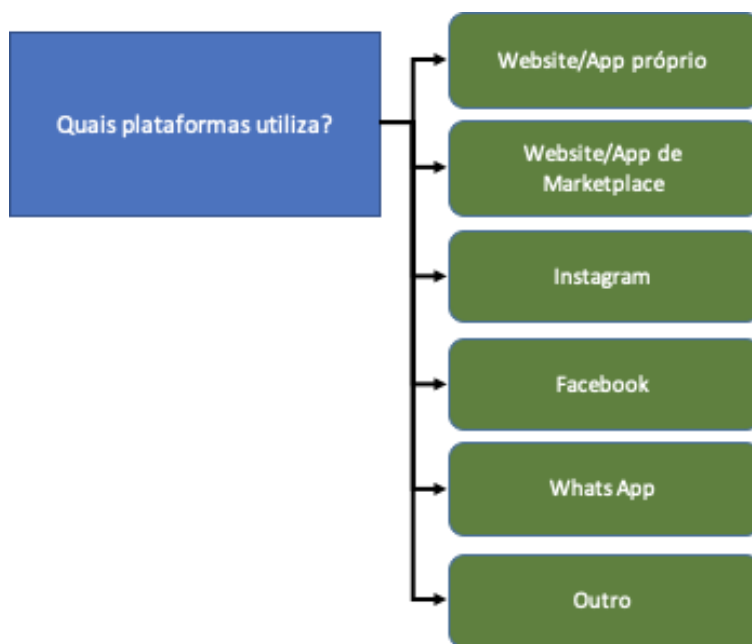 Quais plataformas utiliza?
Website/App próprio
Website/App de
Marketplace
Instagram
Facebook
Whats App
Outro